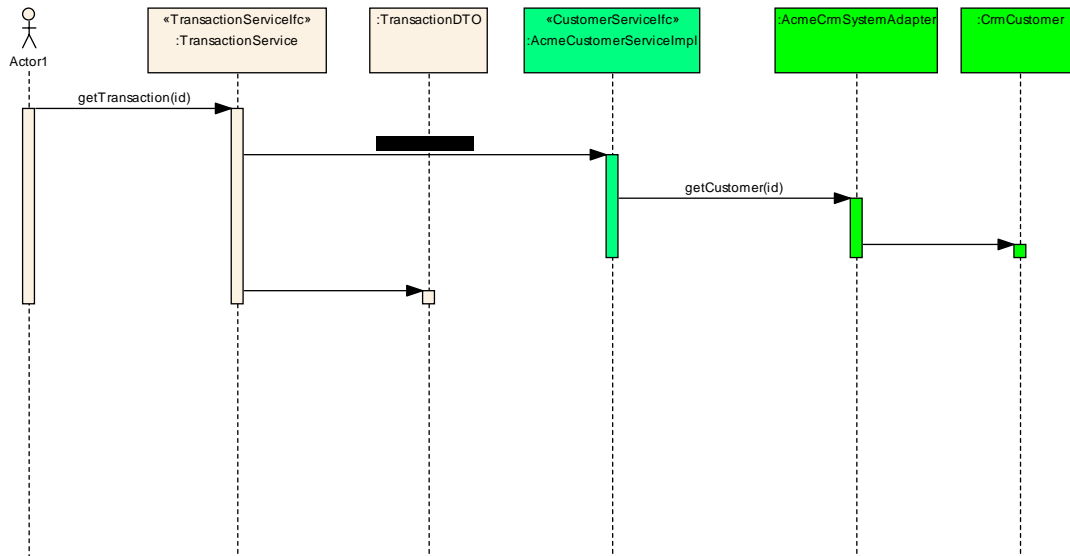 «TransactionServiceIfc»
:TransactionService
:TransactionDTO
«CustomerServiceIfc»
:AcmeCustomerServiceImpl
:AcmeCrmSystemAdapter
:CrmCustomer
Actor1
getTransaction(id)
getCustomer(id)